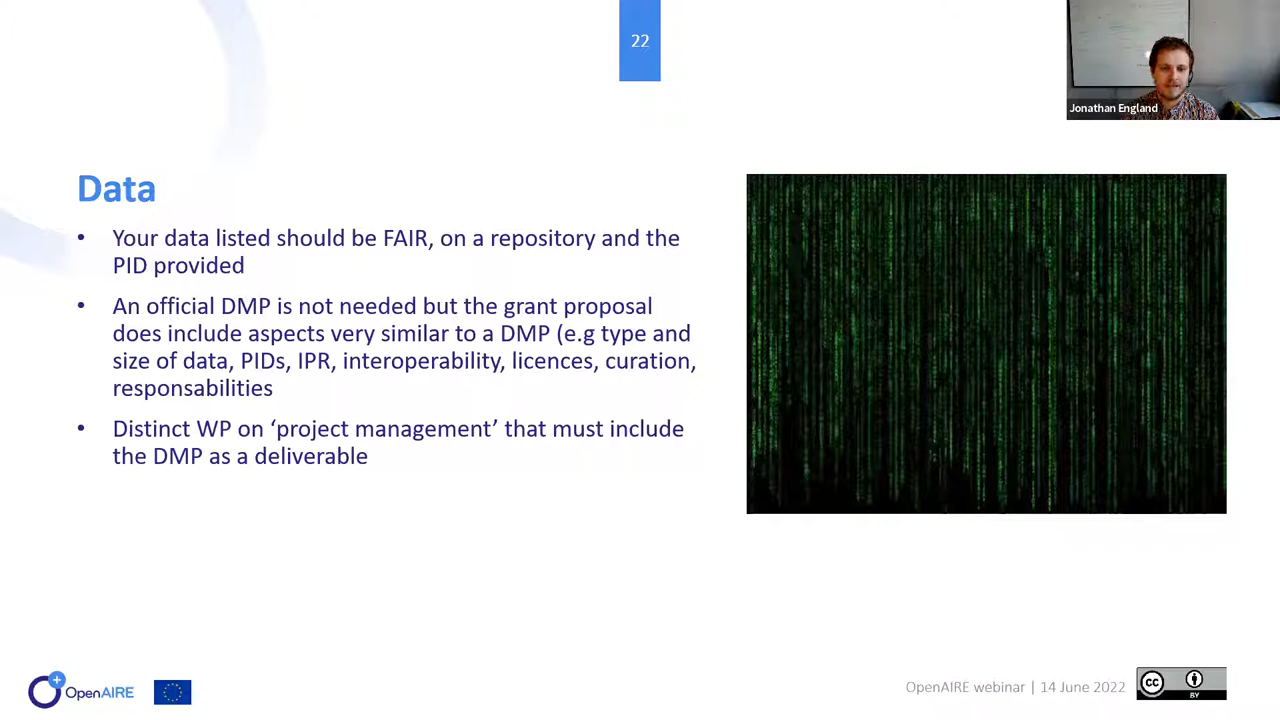 22
Jonathan England
Data
• Your data listed should be FAIR, on a repository and the
PID provided
• An official DMP is not needed but the grant proposal
does include aspects very similar to a DMP (e.g type and
size of data, PIDs, IPR, interoperability, licences, curation,
responsabilities
• Distinct WP on ‘project management’ that must include
the DMP as a deliverable
OpenAIRE
OpenAIRE webinar | 14 June 2022
cc
BY